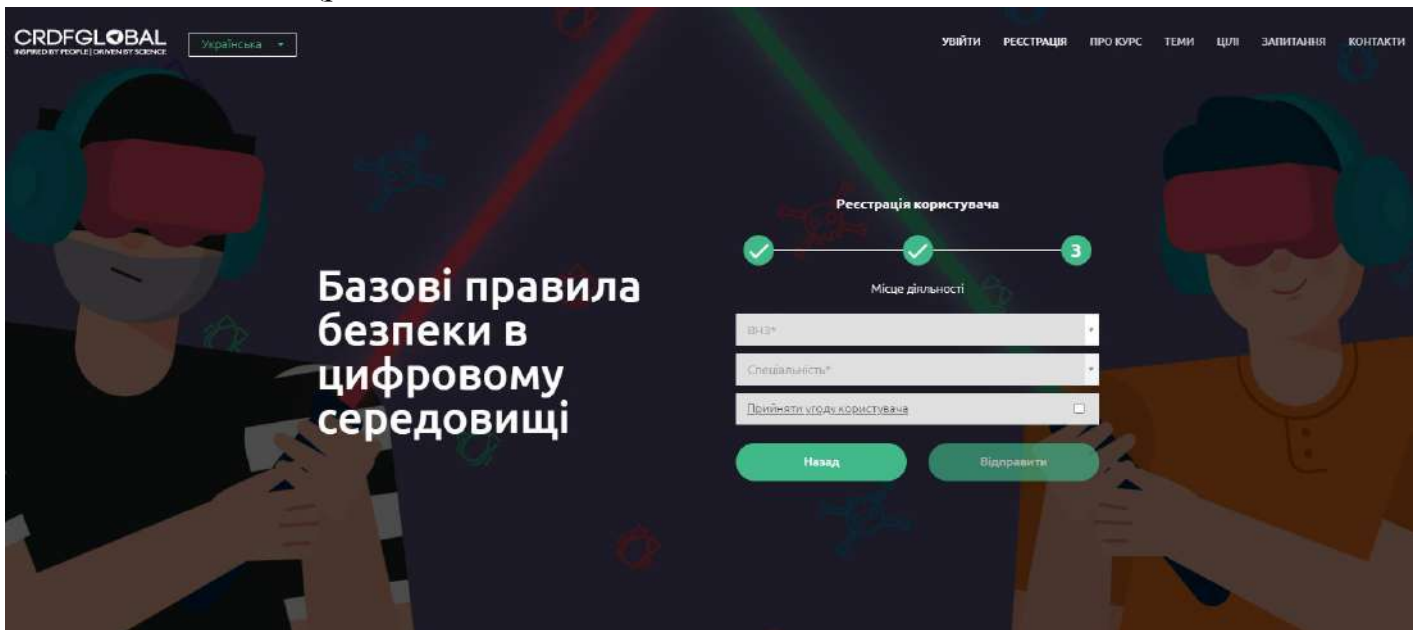 CRDFGLOBAL
INSPIRED BY PEOPLE | DRIVEN BY SCIENCE
Українська
УВІЙТИ РЕЄСТРАЦІЯ ПРО КУРС ТЕМИ ЦІЛІ ЗАПИТАННЯ КОНТАКТИ
Реєстрація користувача
3
Місце діяльності
Базові правила
безпеки в
цифровому
середовищі
ВНЗ*
Спеціальність*
Прийняти угоду користувача
Назад Відправити